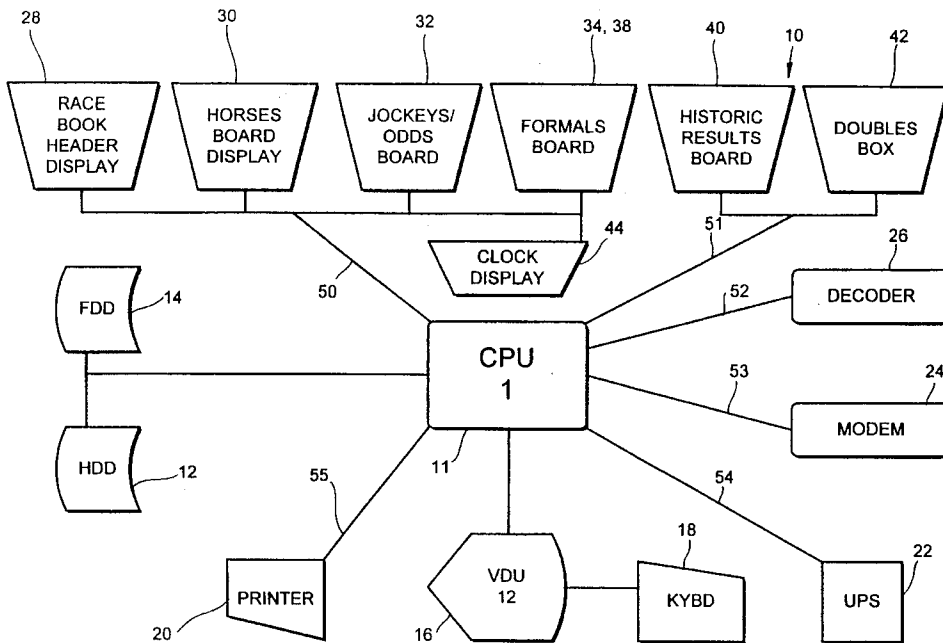 28
30
32
34, 38
40
10
42
RACE
BOOK
HEADER
DISPLAY
HORSES
BOARD
DISPLAY
JOCKEYS/
ODDS
BOARD
FORMALS
BOARD
HISTORIC
RESULTS
BOARD
DOUBLES
BOX
CLOCK
DISPLAY
44
50
51
26
DECODER
52
FDD
14
CPU
1
53
24
MODEM
HDD
12
11
55
54
PRINTER
20
VDU
12
16
18
KYBD
22
UPS